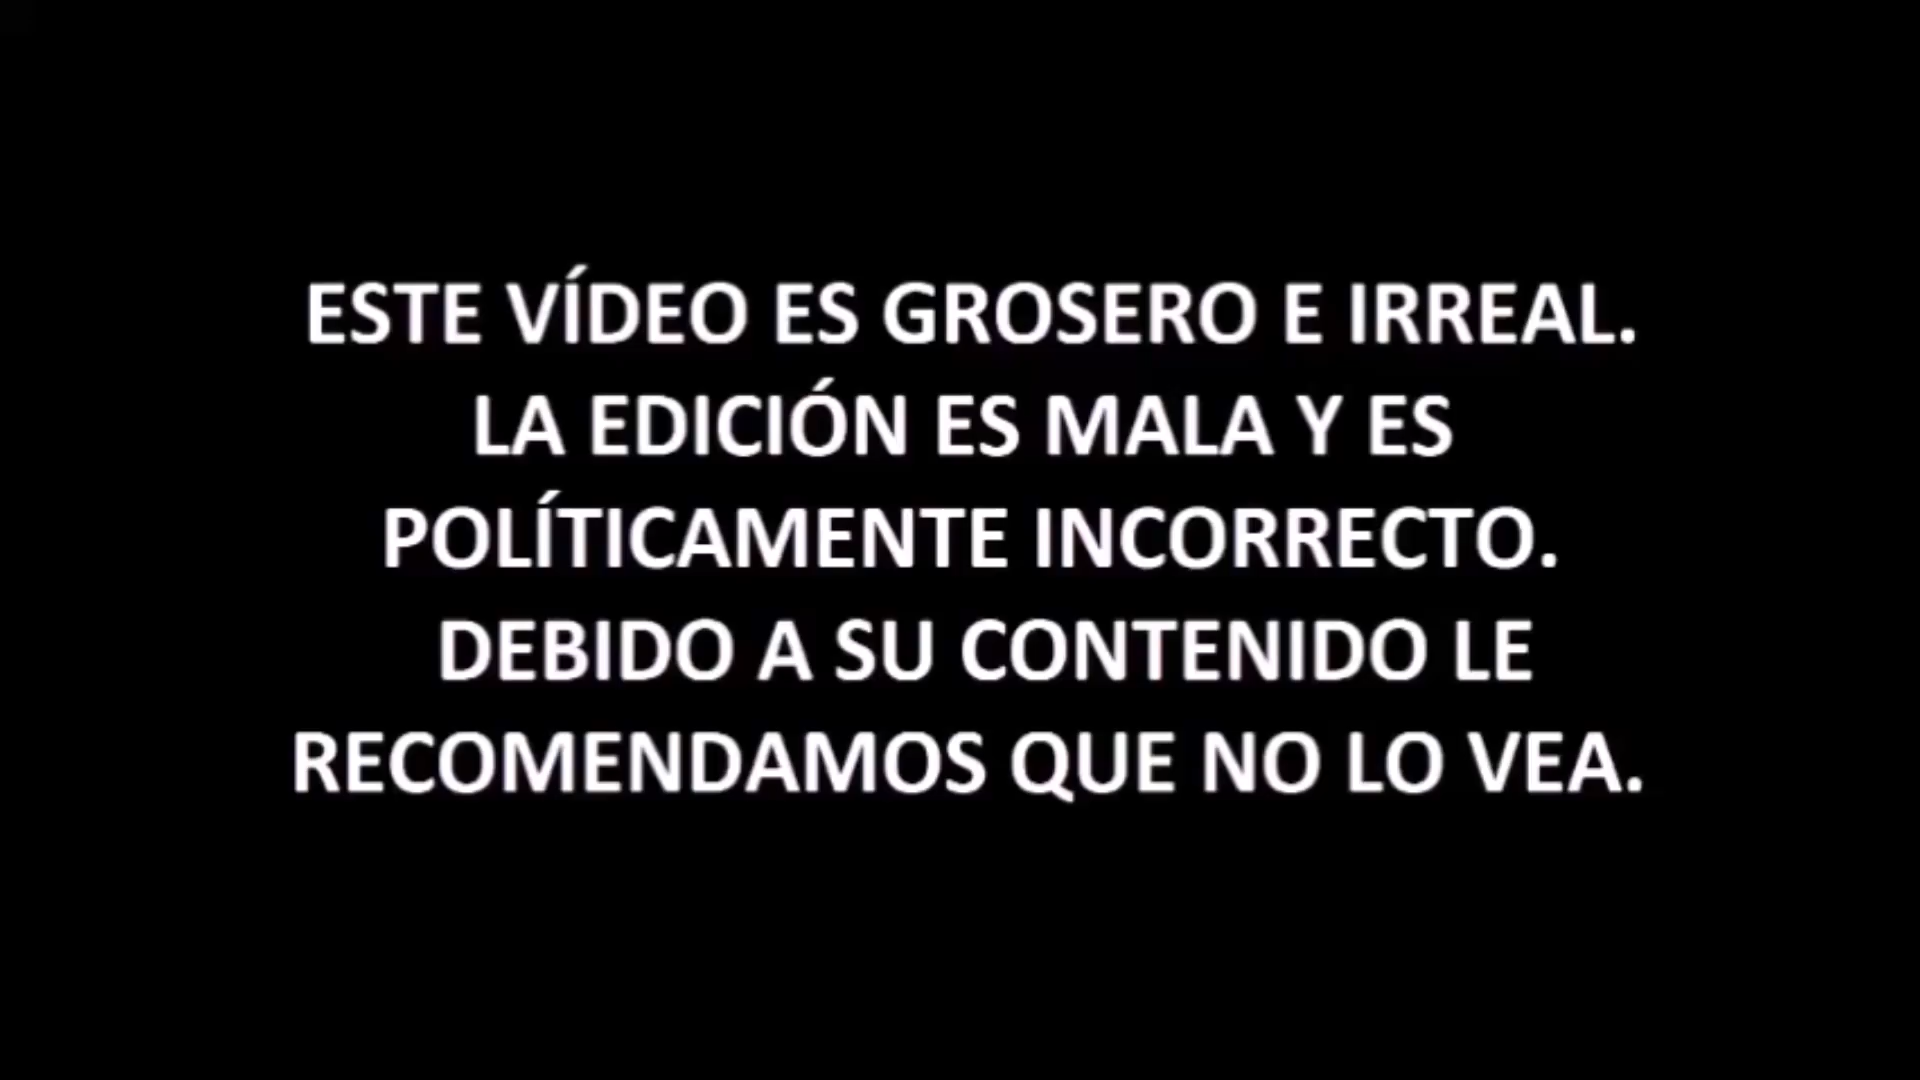 ESTE VÍDEO ES GROSERO E IRREAL.
LA EDICIÓN ES MALA Y ES
POLÍTICAMENTE INCORRECTO.
DEBIDO A SU CONTENIDO LE
RECOMENDAMOS QUE NO LO VEA.